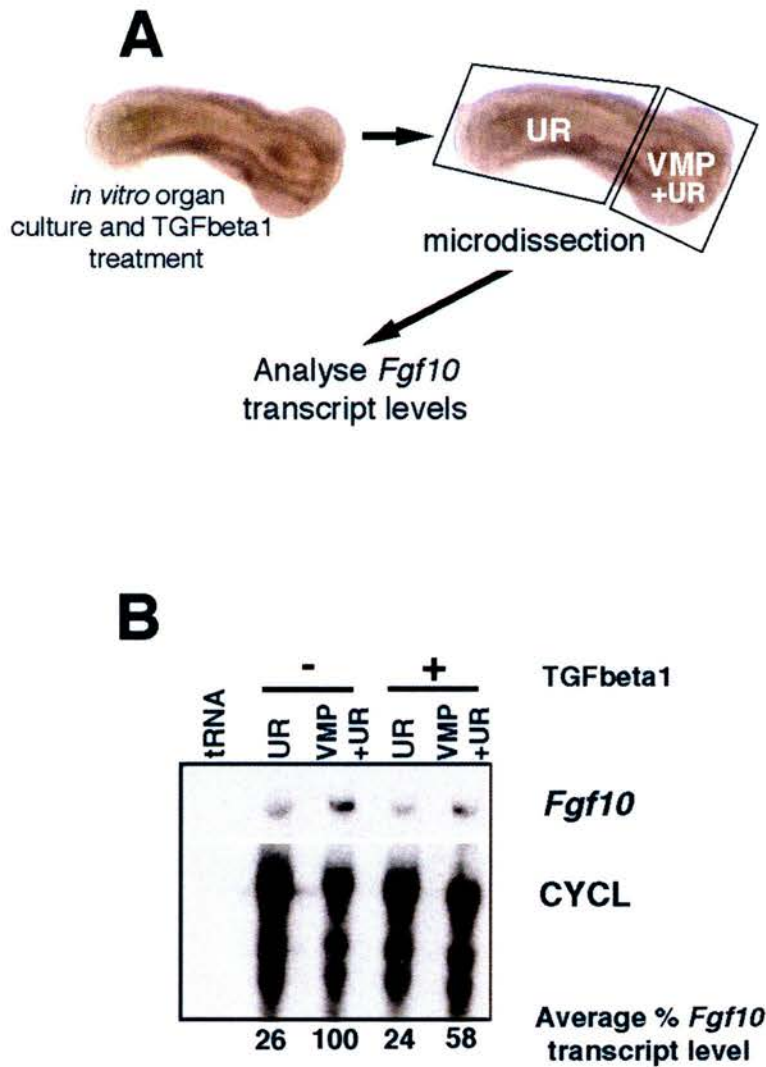 A
UR
VMP
+UR
in vitro organ
culture and TGFbeta1
treatment
microdissection
Analyse Fgf10
transcript levels
B
- + TGFbeta1
tRNA
UR
VMP
+UR
UR
VMP
+UR
Fgf10
CYCL
26 100 24 58
Average % Fgf10
transcript level